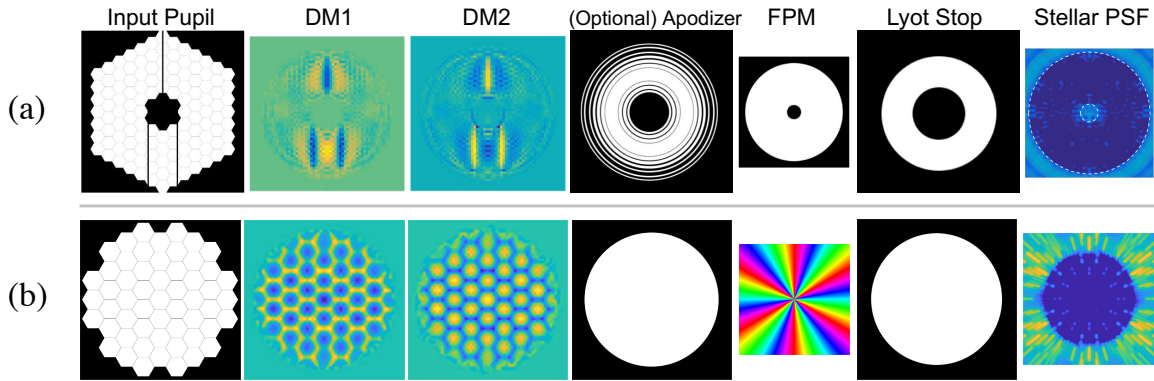 Input Pupil DM1 DM2 (Optional) Apodizer FPM Lyot Stop Stellar PSF
(a)
(b)